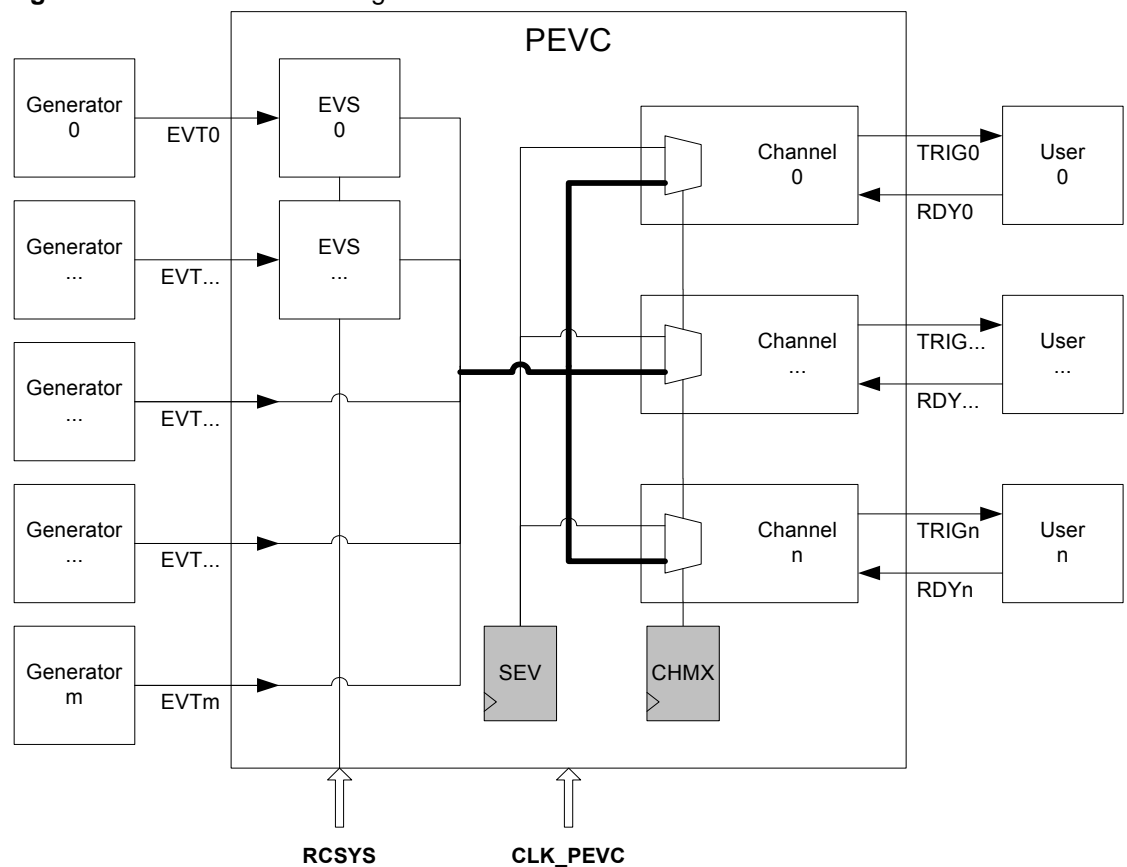 PEVC
Generator
0
EVT0
EVS
0
Channel
0
TRIG0
RDY0
User
0
Generator
...
EVT...
EVS
...
Generator
...
EVT...
Channel
...
TRIG...
RDY...
User
...
Generator
...
EVT...
Channel
n
TRIGn
RDYn
User
n
Generator
m
EVTm
SEV
CHMX
RCSYS
CLK_PEVC